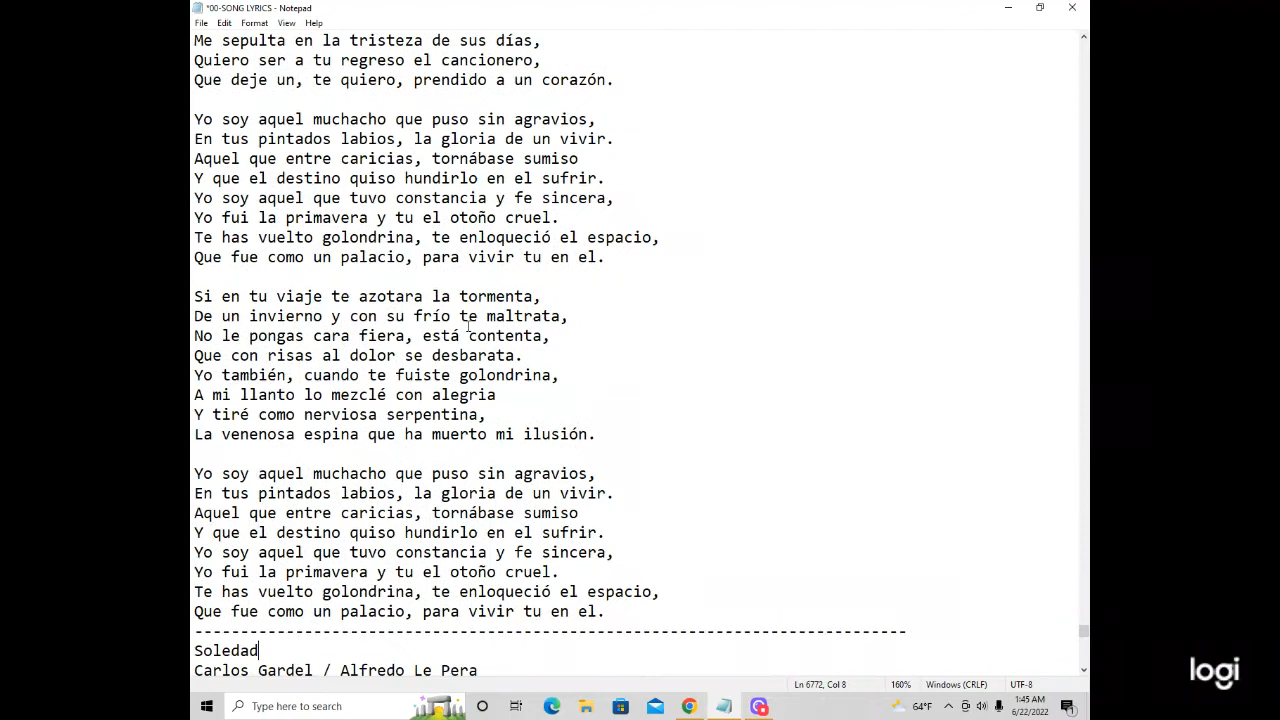 *00-SONG LYRICS - Notepad
File Edit Format View Help
Me sepulta en la tristeza de sus días,
Quiero ser a tu regreso el cancionero,
Que deje un, te quiero, prendido a un corazón.
Yo soy aquel muchacho que puso sin agravios,
En tus pintados labios, la gloria de un vivir.
Aquel que entre caricias, tornábase sumiso
Y que el destino quiso hundirlo en el sufrir.
Yo soy aquel que tuvo constancia y fe sincera,
Yo fui la primavera y tu el otoño cruel.
Te has vuelto golondrina, te enloqueció el espacio,
Que fue como un palacio, para vivir tu en el.
Si en tu viaje te azotara la tormenta,
De un invierno y con su frío te maltrata,
No le pongas cara fiera, está contenta,
Que con risas al dolor se desbarata.
Yo también, cuando te fuiste golondrina,
A mi llanto lo mezclé con alegria
Y tiré como nerviosa serpentina,
La venenosa espina que ha muerto mi ilusión.
Yo soy aquel muchacho que puso sin agravios,
En tus pintados labios, la gloria de un vivir.
Aquel que entre caricias, tornábase sumiso
Y que el destino quiso hundirlo en el sufrir.
Yo soy aquel que tuvo constancia y fe sincera,
Yo fui la primavera y tu el otoño cruel.
Te has vuelto golondrina, te enloqueció el espacio,
Que fue como un palacio, para vivir tu en el.
------------------------------------------------------------------------------
Soledad
Carlos Gardel / Alfredo Le Pera
Ln 6772, Col 8 160% Windows (CRLF) UTF-8
logi
Type here to search 64°F 1:45 AM
6/22/2022 1